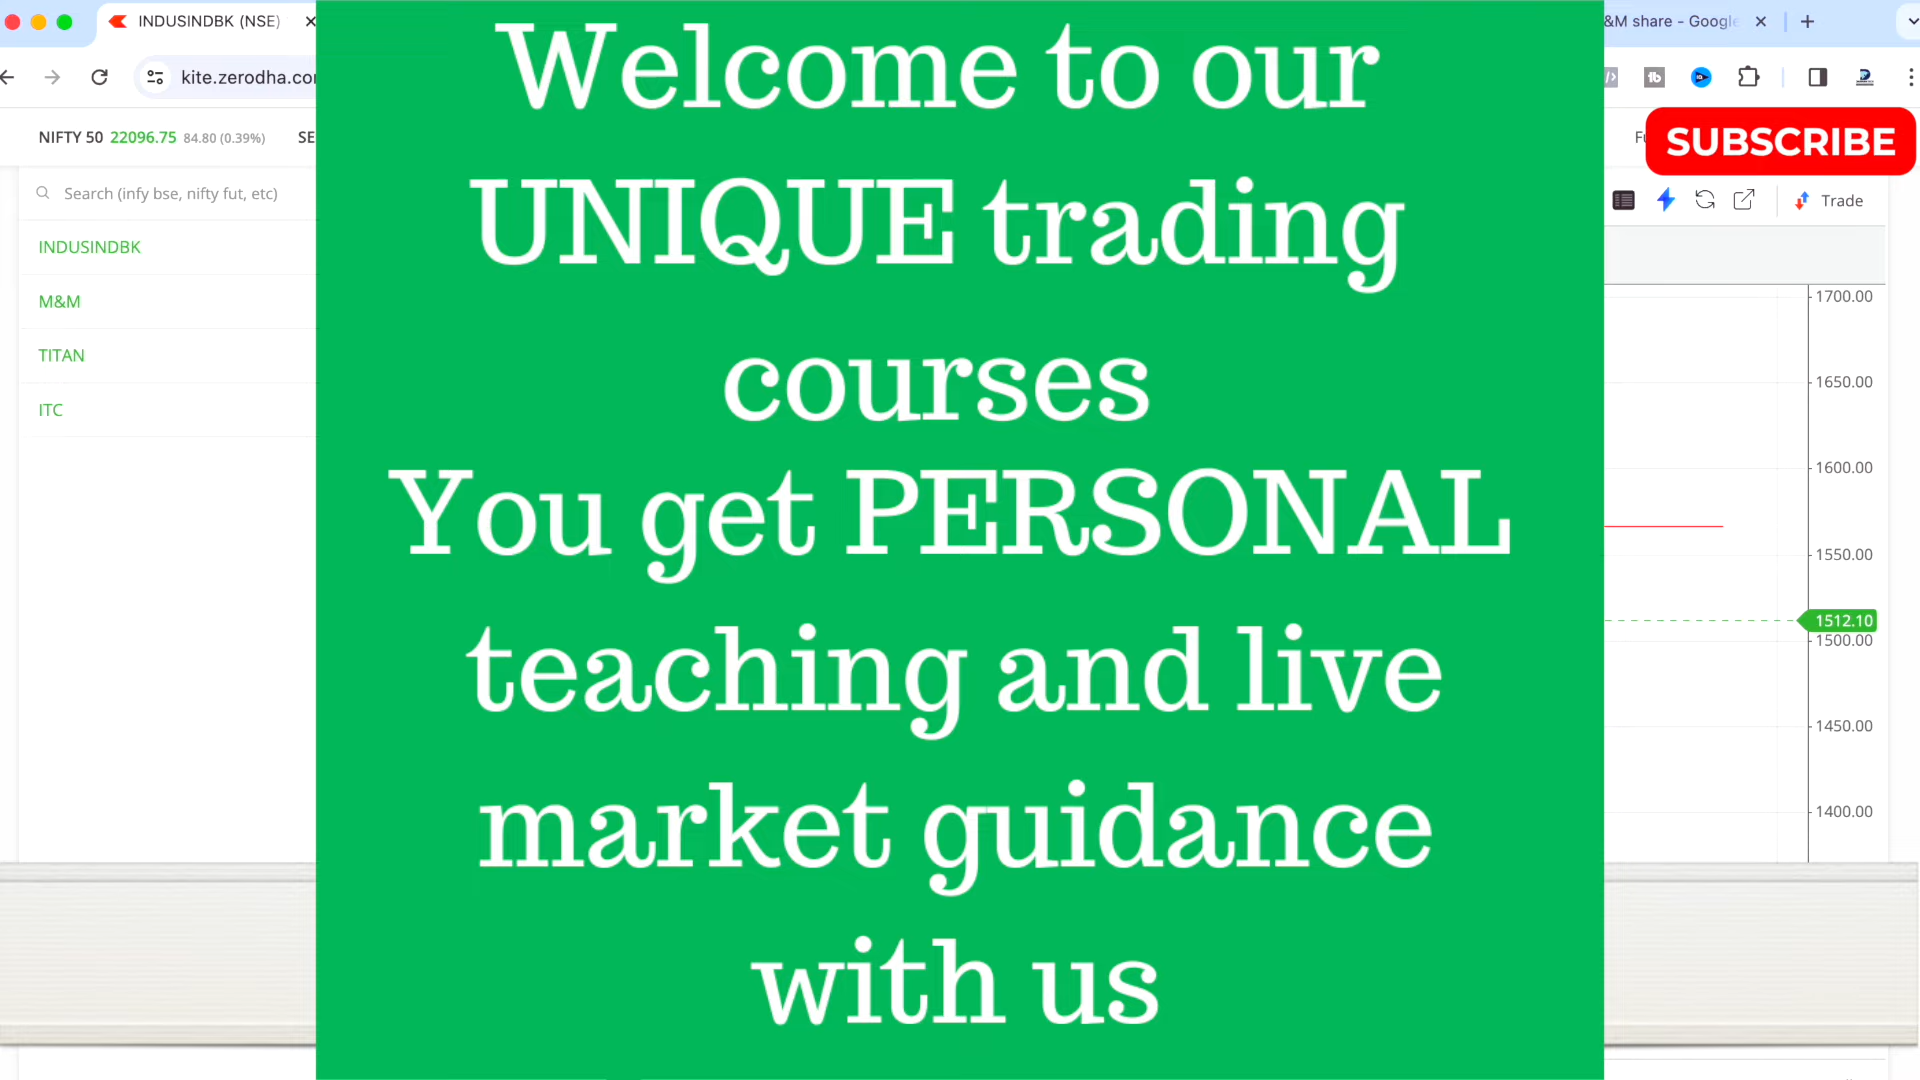 INDUSINDBK (NSE)
&M share - Google
kite.zerodha.com
NIFTY 50 22096.75 84.80 (0.39%) SE
SUBSCRIBE
Search (infy bse, nifty fut, etc)
Trade
INDUSINDBK
M&M
TITAN
ITC
Welcome to our
UNIQUE trading
courses
You get PERSONAL
teaching and live
market guidance
with us
1700.00
1650.00
1600.00
1550.00
1512.10
1500.00
1450.00
1400.00